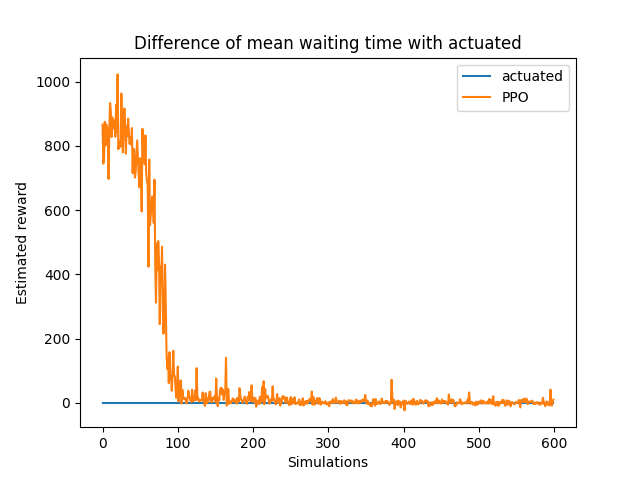 Difference of mean waiting time with actuated
actuated
PPO
Estimated reward
1000
800
600
400
200
0
0 100 200 300 400 500 600
Simulations